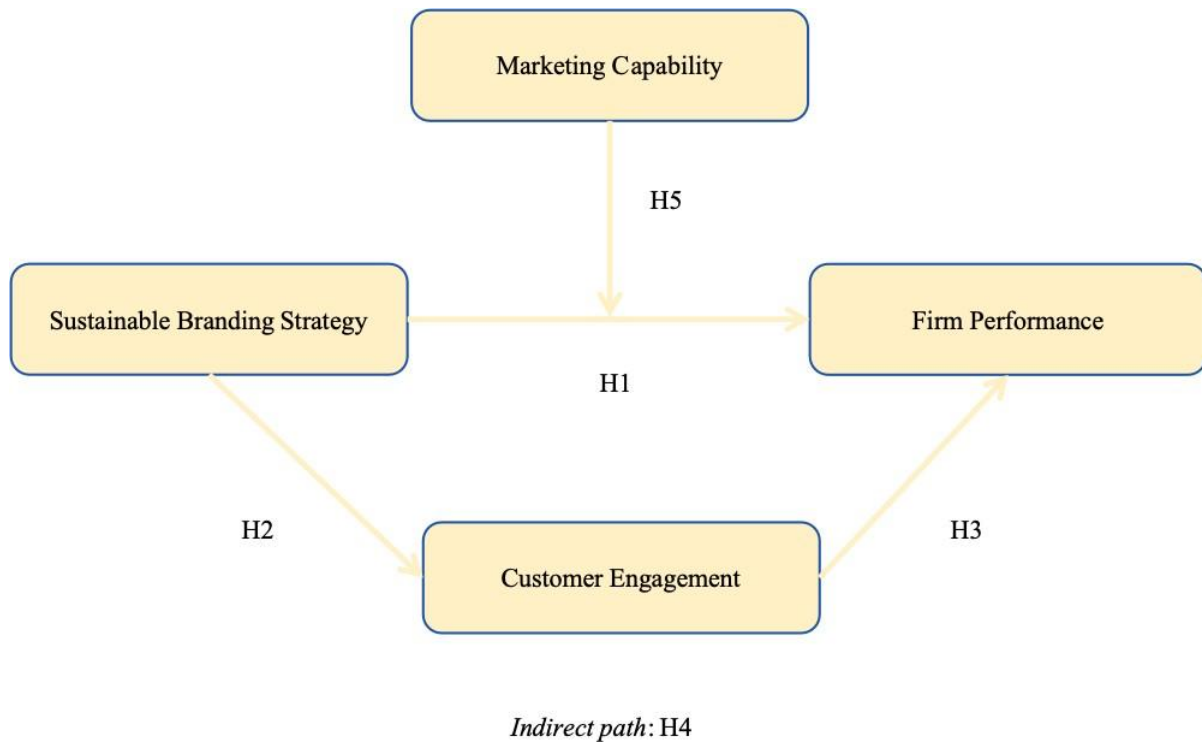 Marketing Capability
H5
Sustainable Branding Strategy
Firm Performance
H1
H2
H3
Customer Engagement
Indirect path: H4